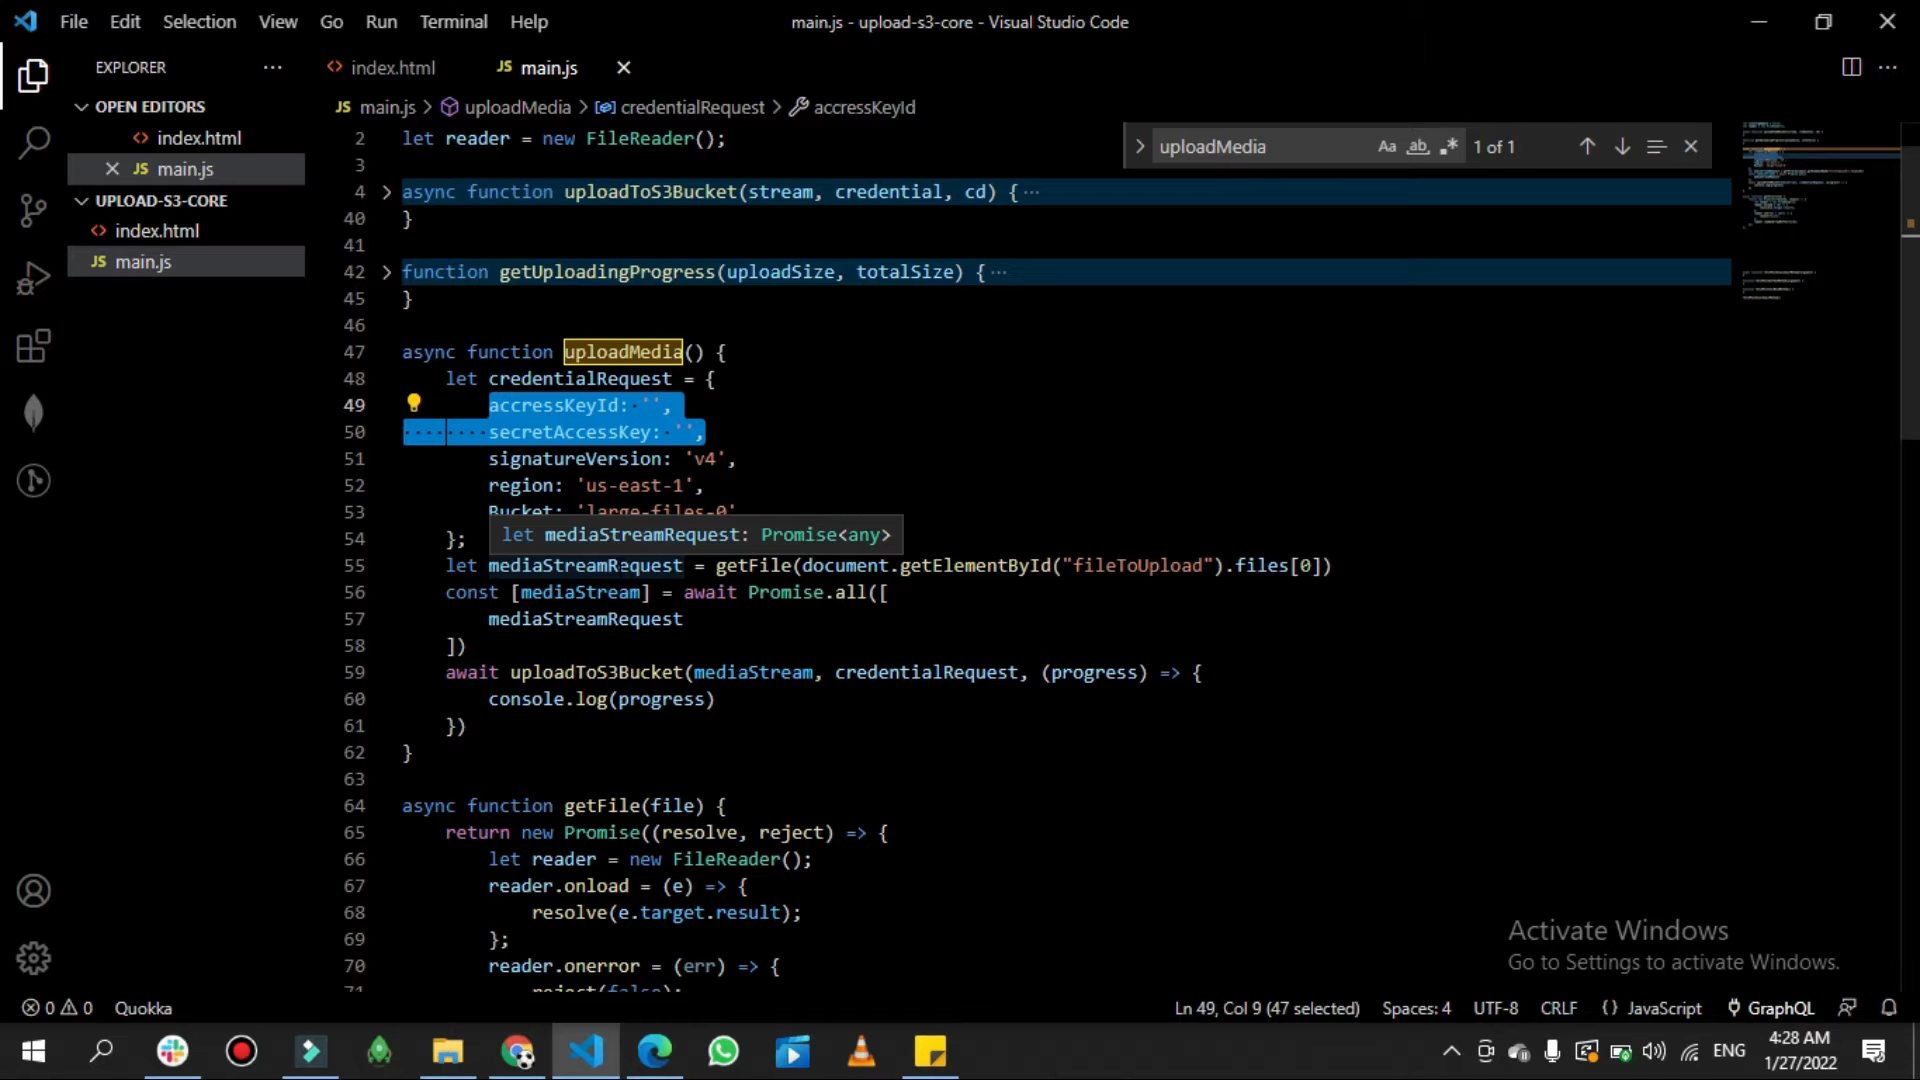 File Edit Selection View Go Run Terminal Help
main.js - upload-s3-core - Visual Studio Code
EXPLORER
OPEN EDITORS
index.html
JS main.js
UPLOAD-S3-CORE
index.html
JS main.js
index.html
JS main.js
JS main.js > uploadMedia > credentialRequest > accressKeyId
uploadMedia Aa ab 1 of 1
2 let reader = new FileReader();
3
4 async function uploadToS3Bucket(stream, credential, cd) { ···
40 }
41
42 function getUploadingProgress(uploadSize, totalSize) { ···
45 }
46
47 async function uploadMedia() {
48 let credentialRequest = {
49 accressKeyId: '',
50 secretAccessKey: '',
51 signatureVersion: 'v4',
52 region: 'us-east-1',
53 Bucket: 'large-files-0'
let mediaStreamRequest: Promise<any>
54 };
55 let mediaStreamRequest = getFile(document.getElementById("fileToUpload").files[0])
56 const [mediaStream] = await Promise.all([
57 mediaStreamRequest
58 ])
59 await uploadToS3Bucket(mediaStream, credentialRequest, (progress) => {
60 console.log(progress)
61 })
62 }
63
64 async function getFile(file) {
65 return new Promise((resolve, reject) => {
66 let reader = new FileReader();
67 reader.onload = (e) => {
68 resolve(e.target.result);
69 };
70 reader.onerror = (err) => {
71 reject(false);
Activate Windows
Go to Settings to activate Windows.
0 0 Quokka
Ln 49, Col 9 (47 selected) Spaces: 4 UTF-8 CRLF {} JavaScript GraphQL
ENG
4:28 AM
1/27/2022